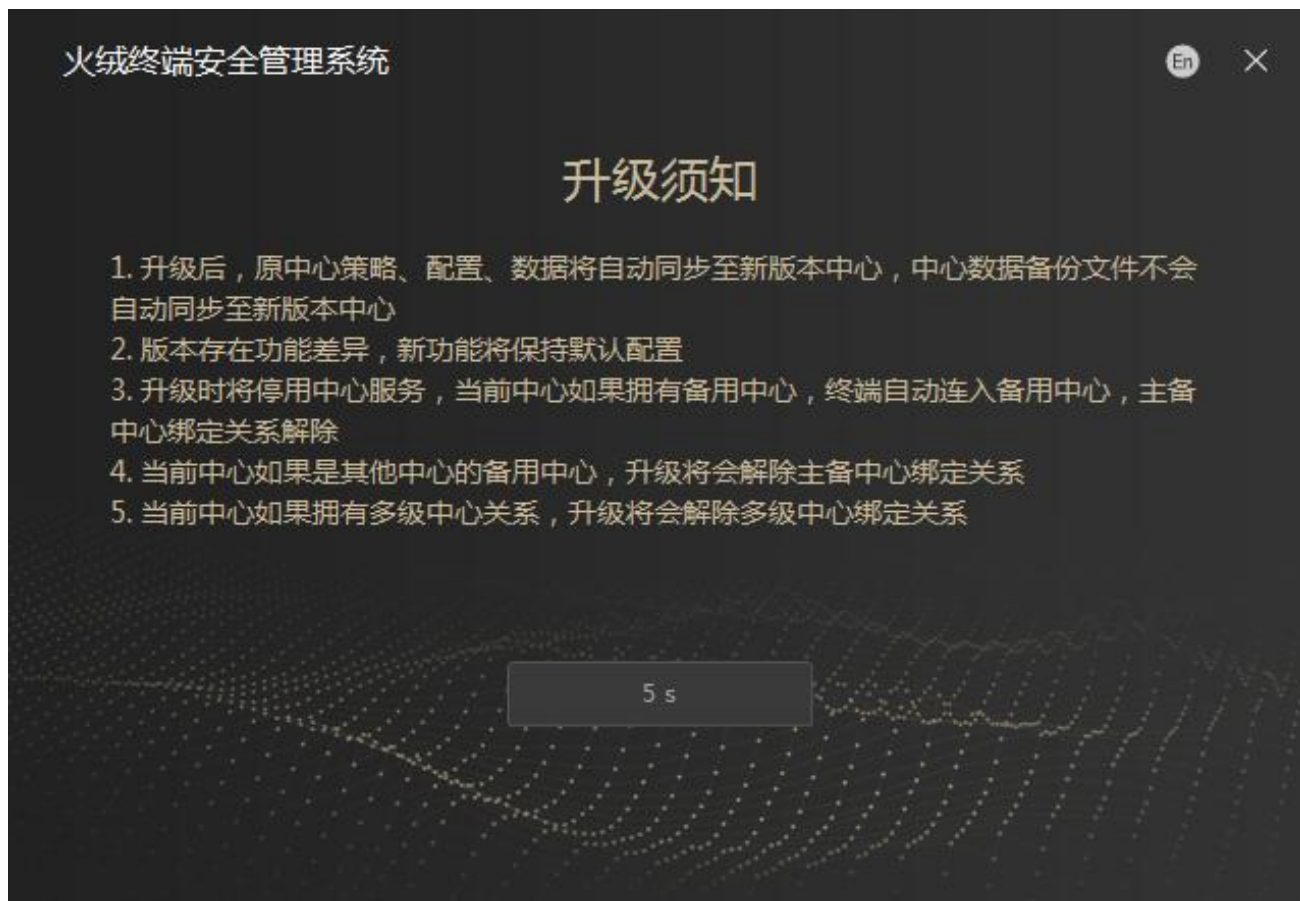 火绒终端安全管理系统
En
升级须知
1. 升级后，原中心策略、配置、数据将自动同步至新版本中心，中心数据备份文件不会
自动同步至新版本中心
2. 版本存在功能差异，新功能将保持默认配置
3. 升级时将停用中心服务，当前中心如果拥有备用中心，终端自动连入备用中心，主备
中心绑定关系解除
4. 当前中心如果是其他中心的备用中心，升级将会解除主备中心绑定关系
5. 当前中心如果拥有多级中心关系，升级将会解除多级中心绑定关系
5 s